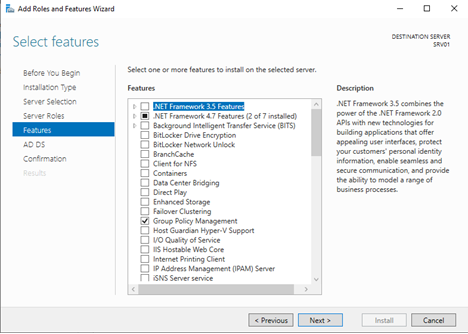 Add Roles and Features Wizard
Select features
DESTINATION SERVER
SRV01
Before You Begin
Installation Type
Server Selection
Server Roles
Features
AD DS
Confirmation
Results
Select one or more features to install on the selected server.
Features
.NET Framework 3.5 Features
.NET Framework 4.7 Features (2 of 7 installed)
Background Intelligent Transfer Service (BITS)
BitLocker Drive Encryption
BitLocker Network Unlock
BranchCache
Client for NFS
Containers
Data Center Bridging
Direct Play
Enhanced Storage
Failover Clustering
Group Policy Management
Host Guardian Hyper-V Support
I/O Quality of Service
IIS Hostable Web Core
Internet Printing Client
IP Address Management (IPAM) Server
iSNS Server service
Description
.NET Framework 3.5 combines the
power of the .NET Framework 2.0
APIs with new technologies for
building applications that offer
appealing user interfaces, protect
your customers' personal identity
information, enable seamless and
secure communication, and provide
the ability to model a range of
business processes.
< Previous
Next >
Install
Cancel